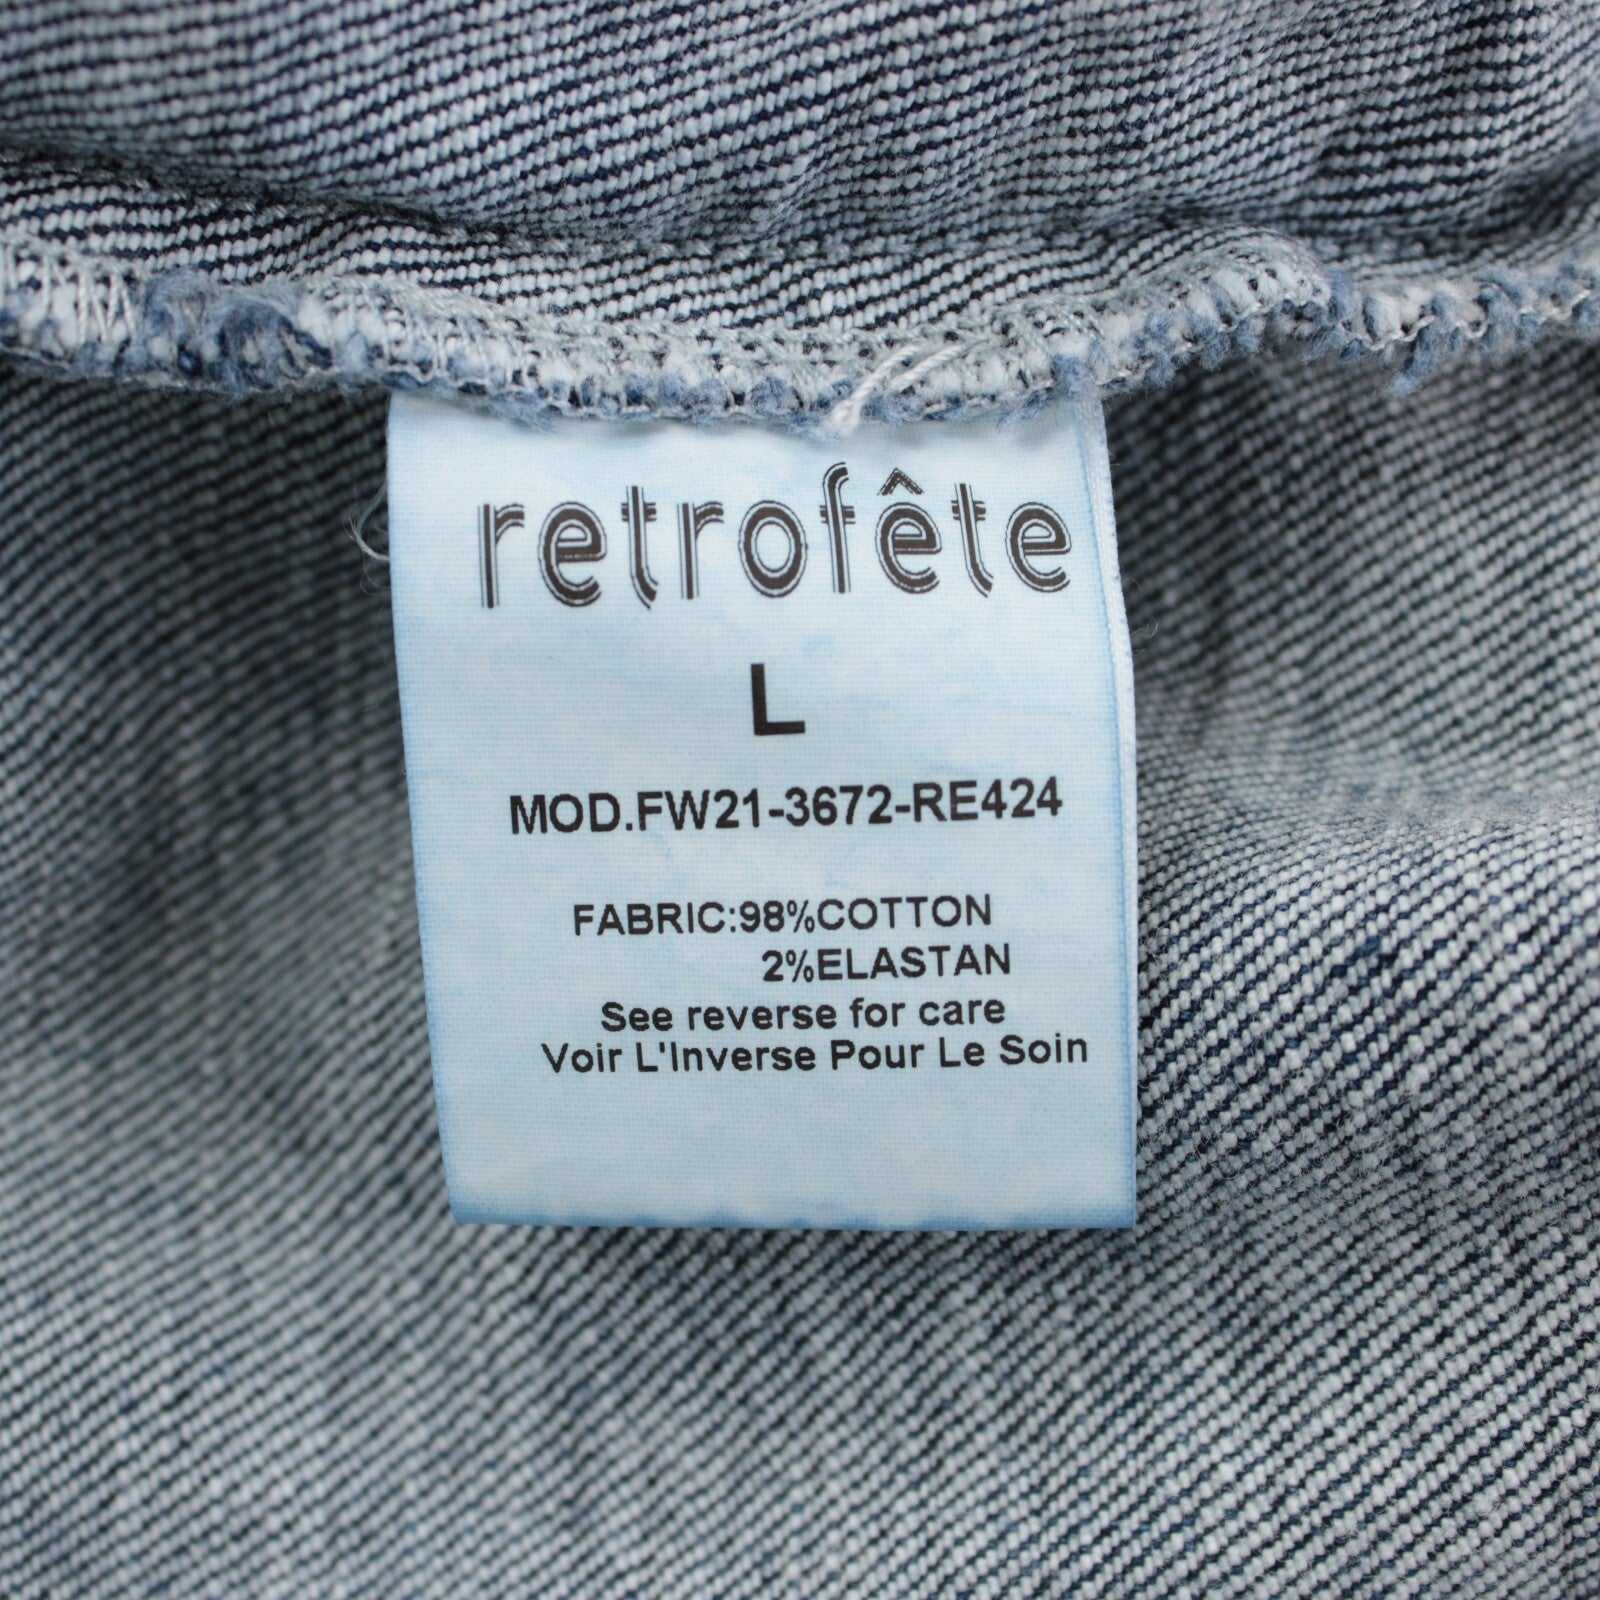 retrofête
L
MOD.FW21-3672-RE424
FABRIC:98%COTTON
2%ELASTAN
See reverse for care
Voir L'Inverse Pour Le Soin